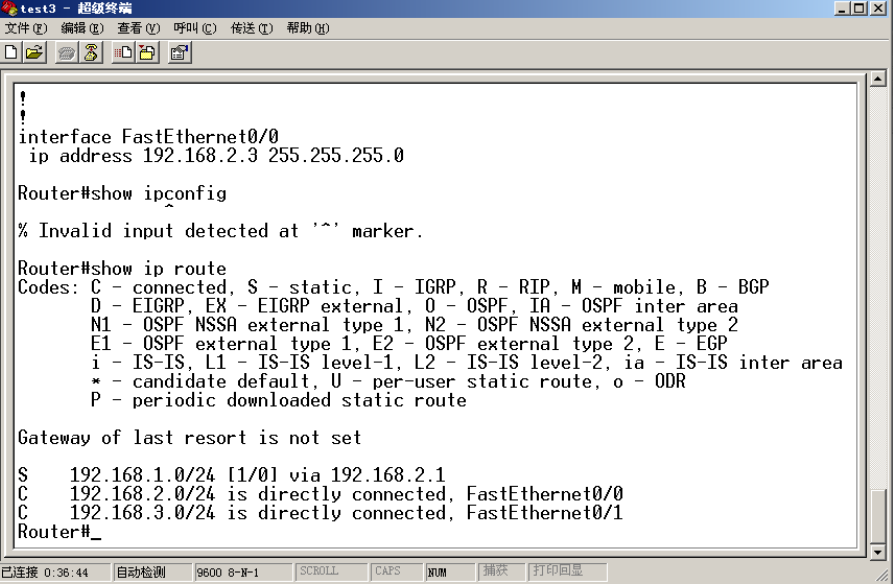 test3 - 超级终端
文件(F) 编辑(E) 查看(V) 呼叫(C) 传送(T) 帮助(H)
!
!
interface FastEthernet0/0
 ip address 192.168.2.3 255.255.255.0
Router#show ipconfig
              ^
% Invalid input detected at '^' marker.
Router#show ip route
Codes: C - connected, S - static, I - IGRP, R - RIP, M - mobile, B - BGP
       D - EIGRP, EX - EIGRP external, O - OSPF, IA - OSPF inter area
       N1 - OSPF NSSA external type 1, N2 - OSPF NSSA external type 2
       E1 - OSPF external type 1, E2 - OSPF external type 2, E - EGP
       i - IS-IS, L1 - IS-IS level-1, L2 - IS-IS level-2, ia - IS-IS inter area
       * - candidate default, U - per-user static route, o - ODR
       P - periodic downloaded static route
Gateway of last resort is not set
S    192.168.1.0/24 [1/0] via 192.168.2.1
C    192.168.2.0/24 is directly connected, FastEthernet0/0
C    192.168.3.0/24 is directly connected, FastEthernet0/1
Router#_
已连接 0:36:44 自动检测 9600 8-N-1 SCROLL CAPS NUM 捕获 打印回显